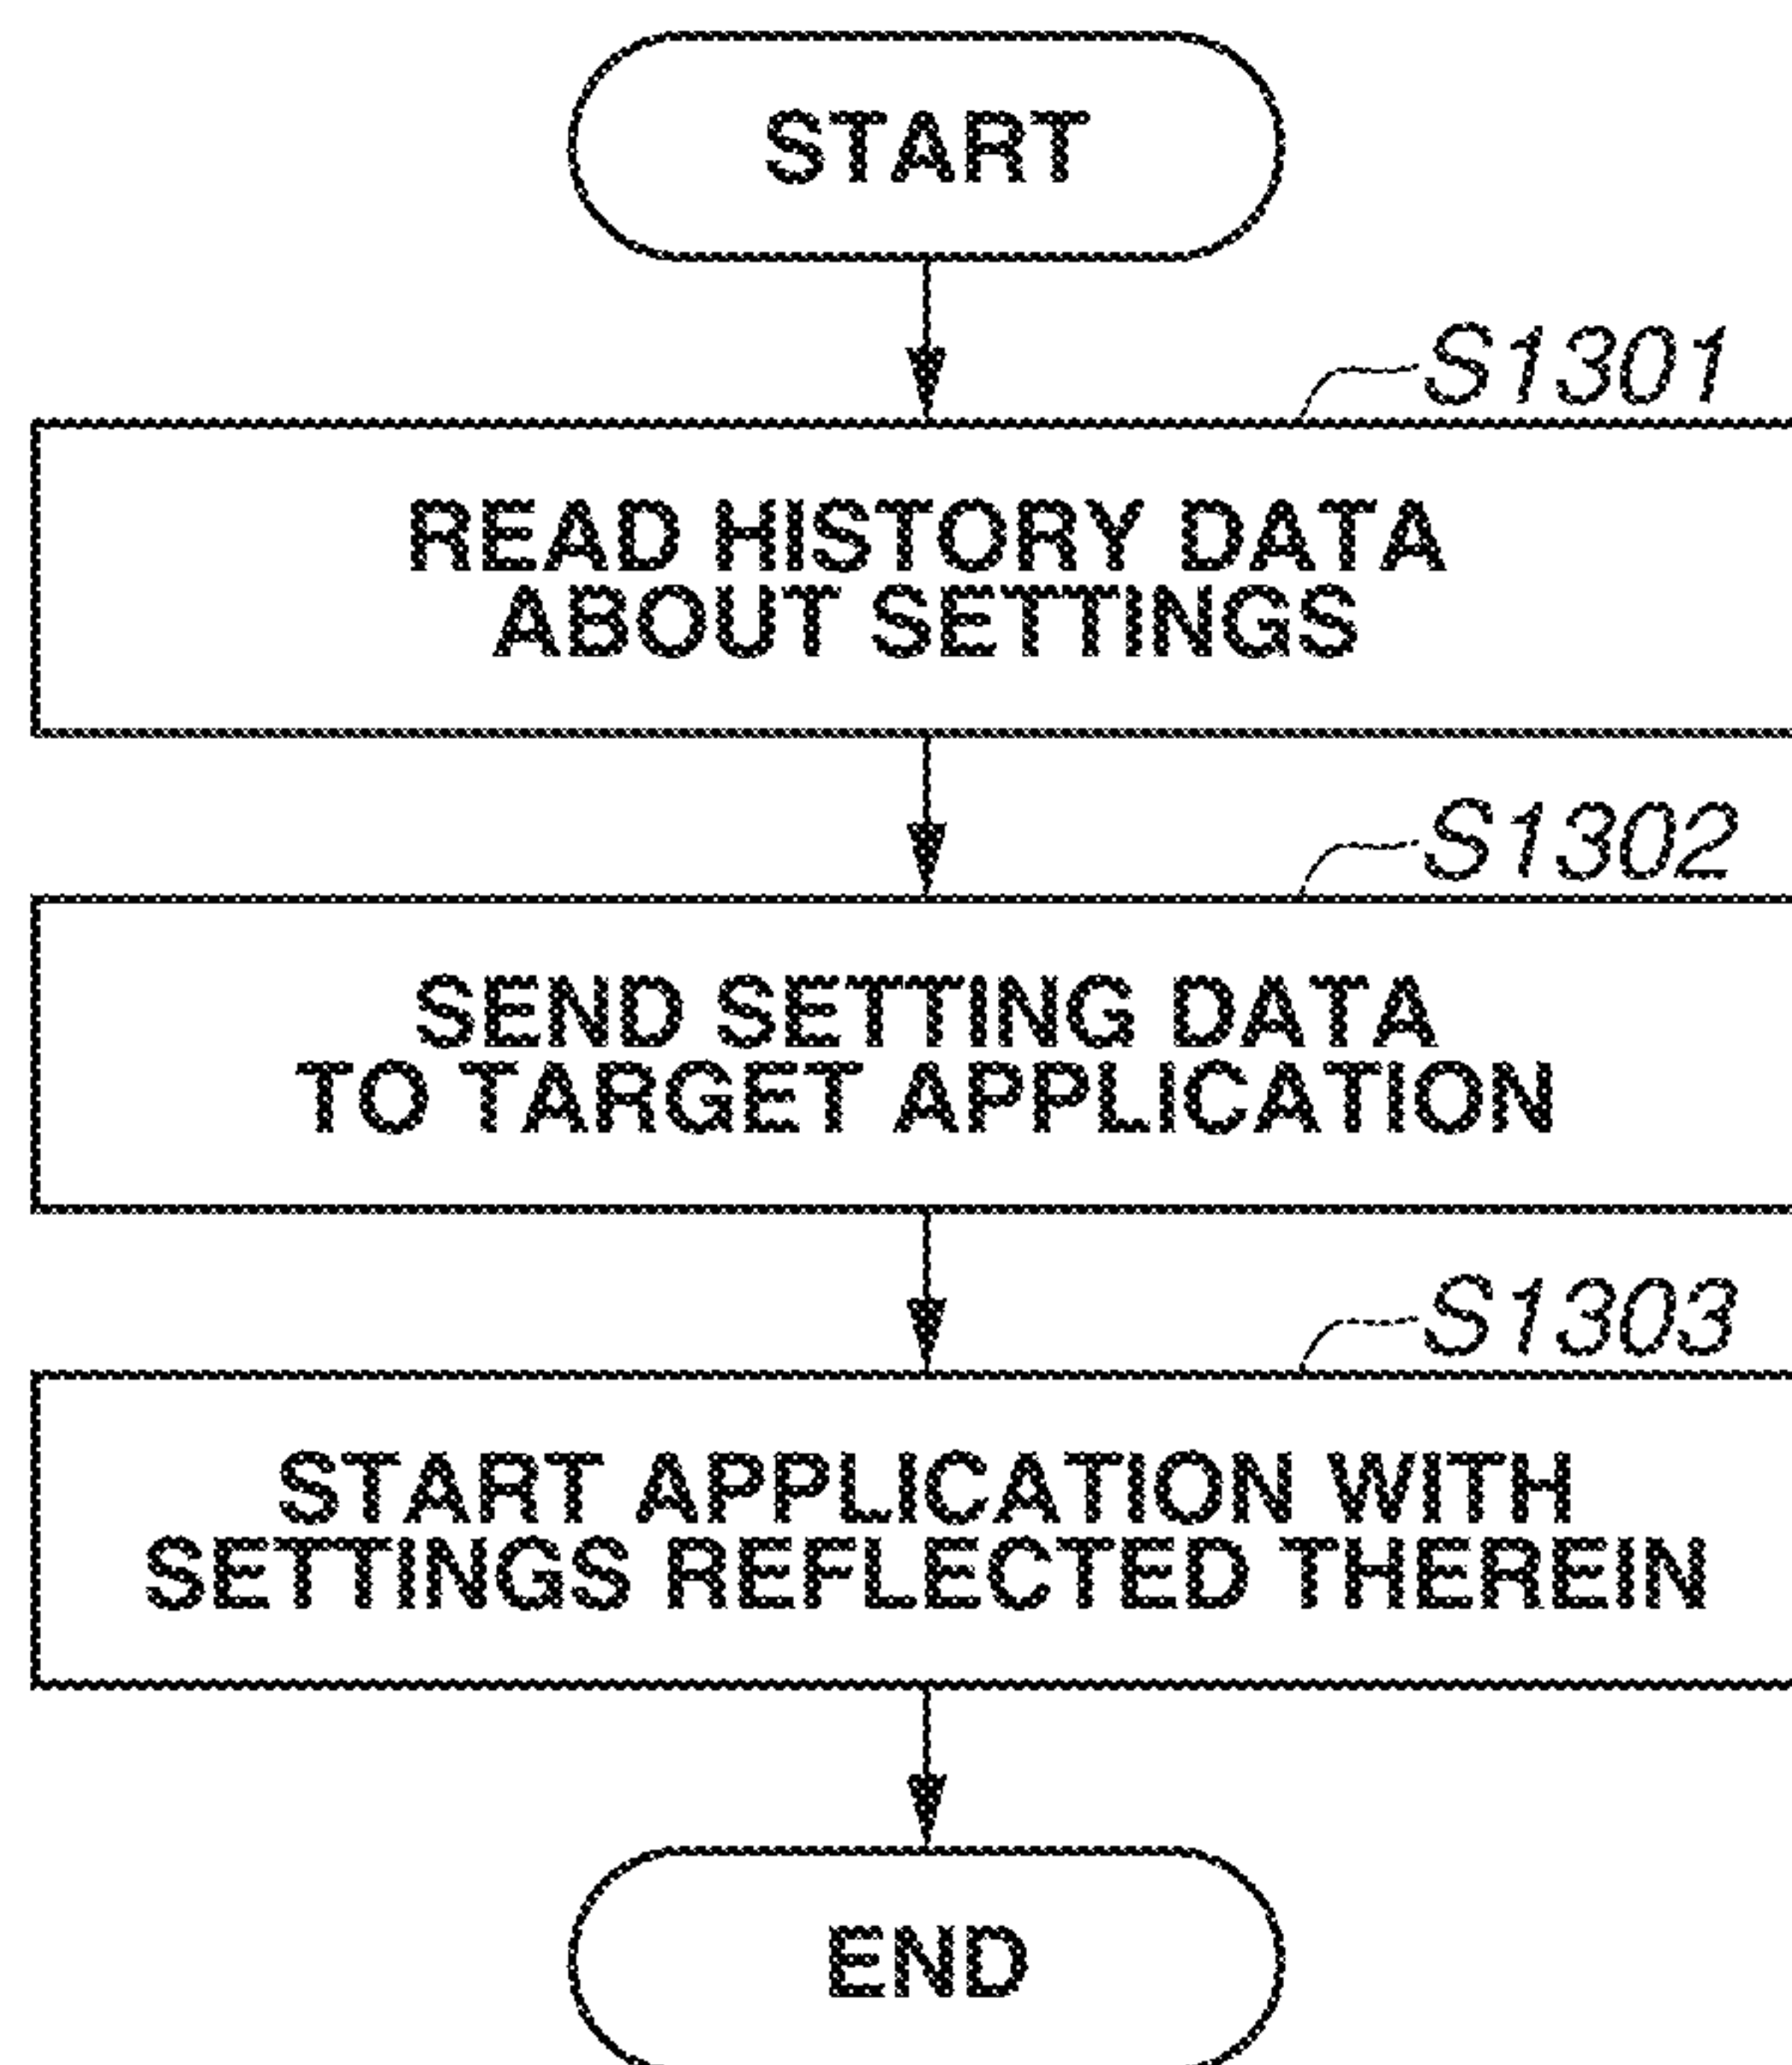 START
S1301
READ HISTORY DATA
ABOUT SETTINGS
S1302
SEND SETTING DATA
TO TARGET APPLICATION
S1303
START APPLICATION WITH
SETTINGS REFLECTED THEREIN
END